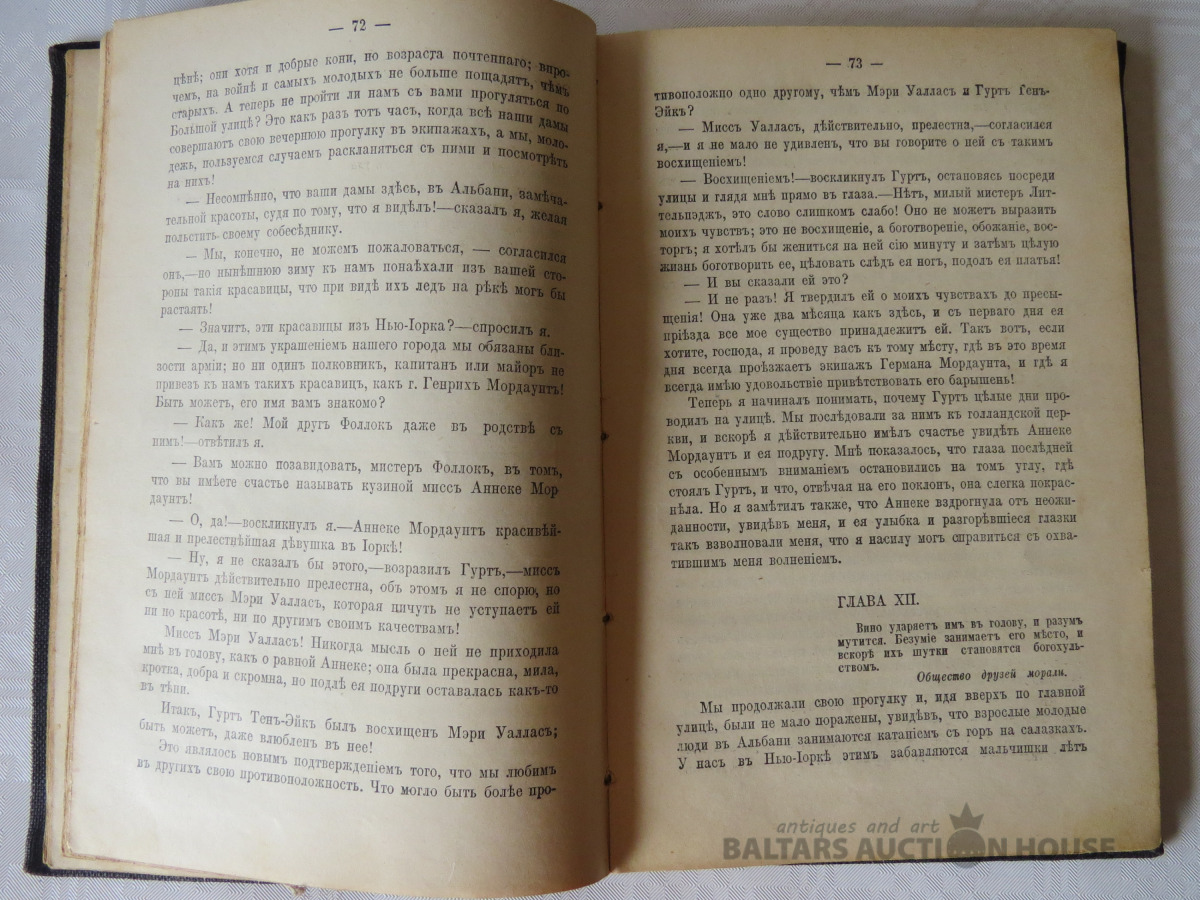 — 72 —
цѣнѣ; они хотя и добрые кони, но возраста почтеннаго; впро-
чемъ, на войнѣ и самыхъ молодыхъ не больше пощадятъ, чѣмъ
старыхъ. А теперь не пройти ли намъ съ вами прогуляться по
Большой улицѣ? Это какъ разъ тотъ часъ, когда всѣ наши дамы
совершаютъ свою вечернюю прогулку въ экипажахъ, а мы, моло-
дежь, пользуемся случаемъ раскланяться съ ними и посмотрѣть
на нихъ!
— Несомнѣнно, что ваши дамы здѣсь, въ Альбани, замѣча-
тельной красоты, судя по тому, что я видѣлъ!—сказалъ я, желая
польстить своему собесѣднику.
— Мы, конечно, не можемъ пожаловаться, — согласился
онъ,—но нынѣшнюю зиму къ намъ понаѣхали изъ вашей сто-
роны такія красавицы, что при видѣ ихъ ледъ на рѣкѣ могъ бы
растаять!
— Значитъ, эти красавицы изъ Нью-Іорка?—спросилъ я.
— Да, и этимъ украшеніемъ нашего города мы обязаны бли-
зости арміи; но ни одинъ полковникъ, капитанъ или майоръ не
привезъ къ намъ такихъ красавицъ, какъ г. Генрихъ Мордаунтъ!
Быть можетъ, его имя вамъ знакомо?
— Какъ же! Мой другъ Фоллокъ даже въ родствѣ съ
нимъ!—отвѣтилъ я.
— Вамъ можно позавидовать, мистеръ Фоллокъ, въ томъ,
что вы имѣете счастье называть кузиной миссъ Аннеке Мор
даунтъ!
— О, да!—воскликнулъ я.—Аннеке Мордаунтъ красивѣй-
шая и прелестнѣйшая дѣвушка въ Іоркѣ!
— Ну, я не сказалъ бы этого,—возразилъ Гуртъ,—миссъ
Мордаунтъ дѣйствительно прелестна, объ этомъ я не спорю, но
съ ней миссъ Мэри Уалласъ, которая ничуть не уступаетъ ей
ни по красотѣ, ни по другимъ своимъ качествамъ!
Миссъ Мэри Уалласъ! Никогда мысль о ней не приходила
мнѣ въ голову, какъ о равной Аннеке; она была прекрасна, мила,
кротка, добра и скромна, но подлѣ ея подруги оставалась какъ-то
въ тѣни.
Итакъ, Гуртъ Тенъ-Эйкъ былъ восхищенъ Мэри Уалласъ;
быть можетъ, даже влюбленъ въ нее!
Это являлось новымъ подтвержденіемъ того, что мы любимъ
въ другихъ свою противоположность. Что могло быть болѣе про-
— 73 —
тивоположно одно другому, чѣмъ Мэри Уалласъ и Гуртъ Тенъ-
Эйкъ?
— Миссъ Уалласъ, дѣйствительно, прелестна,—согласился
я,—и я не мало не удивленъ, что вы говорите о ней съ такимъ
восхищеніемъ!
— Восхищеніемъ!—воскликнулъ Гуртъ, остановясь посреди
улицы и глядя мнѣ прямо въ глаза.—Нѣтъ, милый мистеръ Лит-
тельпэджъ, это слово слишкомъ слабо! Оно не можетъ выразить
моихъ чувствъ; это не восхищеніе, а боготвореніе, обожаніе, вос-
торгъ; я хотѣлъ бы жениться на ней сію минуту и затѣмъ цѣлую
жизнь боготворить ее, цѣловать слѣдъ ея ногъ, подолъ ея платья!
— И вы сказали ей это?
— И не разъ! Я твердилъ ей о моихъ чувствахъ до пресы-
щенія! Она уже два мѣсяца какъ здѣсь, и съ перваго дня ея
пріѣзда все мое существо принадлежитъ ей. Такъ вотъ, если
хотите, господа, я проведу васъ къ тому мѣсту, гдѣ въ это время
дня всегда проѣзжаетъ экипажъ Германа Мордаунта, и гдѣ я
всегда имѣю удовольствіе привѣтствовать его барышень!
Теперь я начиналъ понимать, почему Гуртъ цѣлые дни про-
водилъ на улицѣ. Мы послѣдовали за нимъ къ голландской цер-
кви, и вскорѣ я дѣйствительно имѣлъ счастье увидѣть Аннеке
Мордаунтъ и ея подругу. Мнѣ показалось, что глаза послѣдней
съ особеннымъ вниманіемъ остановились на томъ углу, гдѣ
стоялъ Гуртъ, и что, отвѣчая на его поклонъ, она слегка покрас-
нѣла. Но я замѣтилъ также, что Аннеке вздрогнула отъ неожи-
данности, увидѣвъ меня, и ея улыбка и разгорѣвшіеся глазки
такъ взволновали меня, что я насилу могъ справиться съ охва-
тившимъ меня волненіемъ.
ГЛАВА XII.
Вино ударяетъ имъ въ голову, и разумъ
мутится. Безуміе занимаетъ его мѣсто, и
вскорѣ ихъ шутки становятся богохуль-
ствомъ.
Общество друзей морали.
Мы продолжали свою прогулку и, идя вверхъ по главной
улицѣ, были не мало поражены, увидѣвъ, что взрослые молодые
люди въ Альбани занимаются катаніемъ съ горъ на салазкахъ.
У насъ въ Нью-Іоркѣ этимъ забавляются мальчишки лѣтъ
antiques and art
BALTARS AUCTION HOUSE